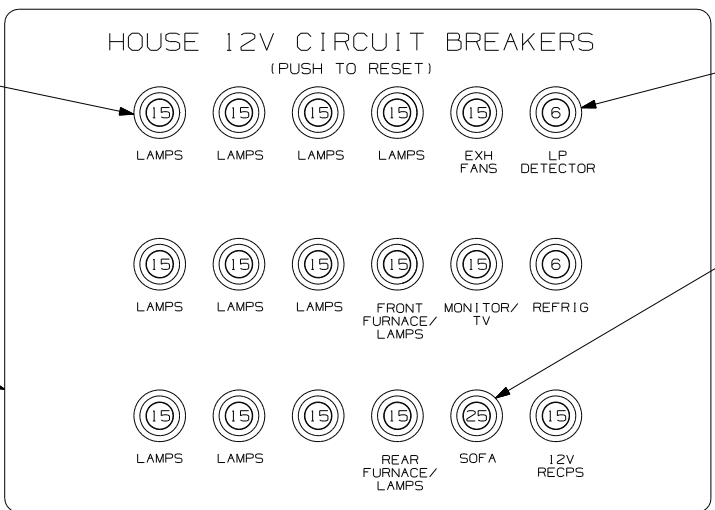 HOUSE 12V CIRCUIT BREAKERS
(PUSH TO RESET)
15 15 15 15 15 6
LAMPS LAMPS LAMPS LAMPS EXH FANS LP DETECTOR
15 15 15 15 15 6
LAMPS LAMPS LAMPS FRONT FURNACE/ LAMPS MONITOR/ TV REFRIG
15 15 15 15 25 15
LAMPS LAMPS REAR FURNACE/ LAMPS SOFA 12V RECPS